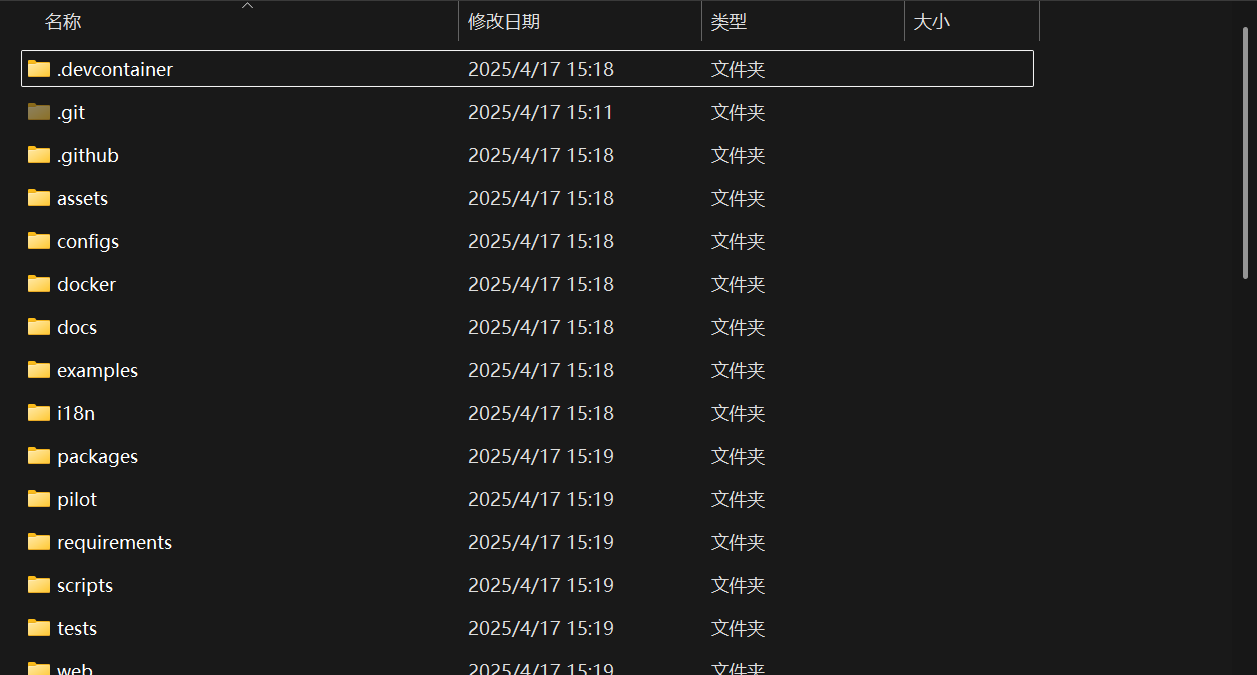 名称 修改日期 类型 大小
.devcontainer 2025/4/17 15:18 文件夹
.git 2025/4/17 15:11 文件夹
.github 2025/4/17 15:18 文件夹
assets 2025/4/17 15:18 文件夹
configs 2025/4/17 15:18 文件夹
docker 2025/4/17 15:18 文件夹
docs 2025/4/17 15:18 文件夹
examples 2025/4/17 15:18 文件夹
i18n 2025/4/17 15:18 文件夹
packages 2025/4/17 15:19 文件夹
pilot 2025/4/17 15:19 文件夹
requirements 2025/4/17 15:19 文件夹
scripts 2025/4/17 15:19 文件夹
tests 2025/4/17 15:19 文件夹
web 2025/4/17 15:19 文件夹